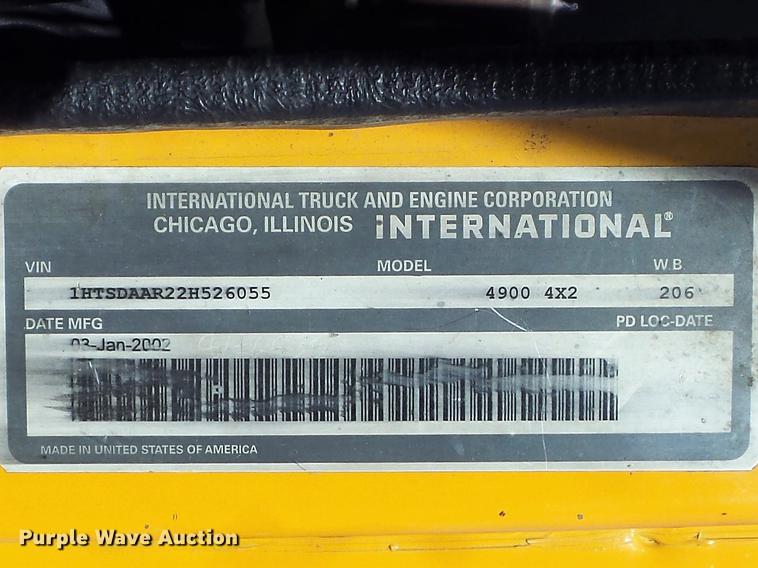 INTERNATIONAL TRUCK AND ENGINE CORPORATION
CHICAGO, ILLINOIS INTERNATIONAL®
VIN MODEL W.B.
1HTSDAAR22H526055 4900 4X2 206
DATE MFG PD LOC-DATE
03-Jan-2002
MADE IN UNITED STATES OF AMERICA
Purple Wave Auction